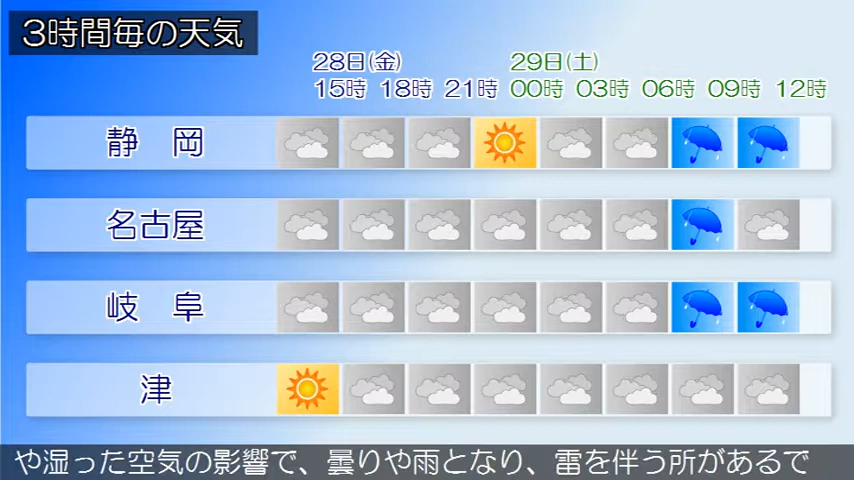 3時間毎の天気
28日(金) 29日(土)
15時 18時 21時 00時 03時 06時 09時 12時
静 岡
名古屋
岐 阜
津
や湿った空気の影響で、曇りや雨となり、雷を伴う所があるで